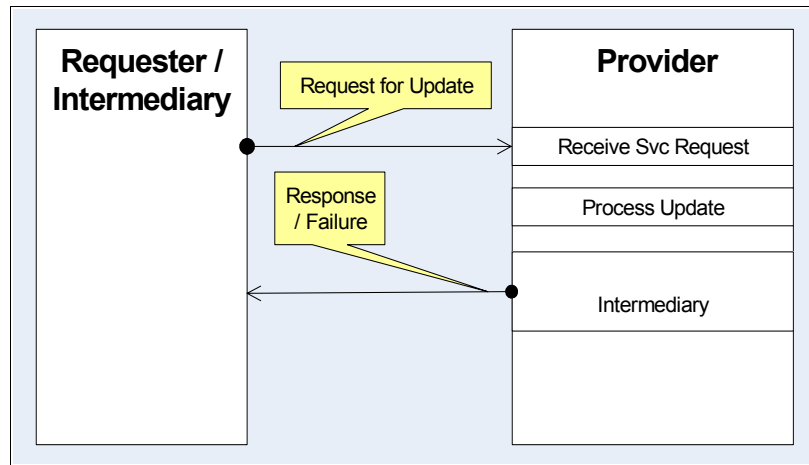 Requester /
Intermediary
Request for Update
Provider
Receive Svc Request
Response
/ Failure
Process Update
Intermediary